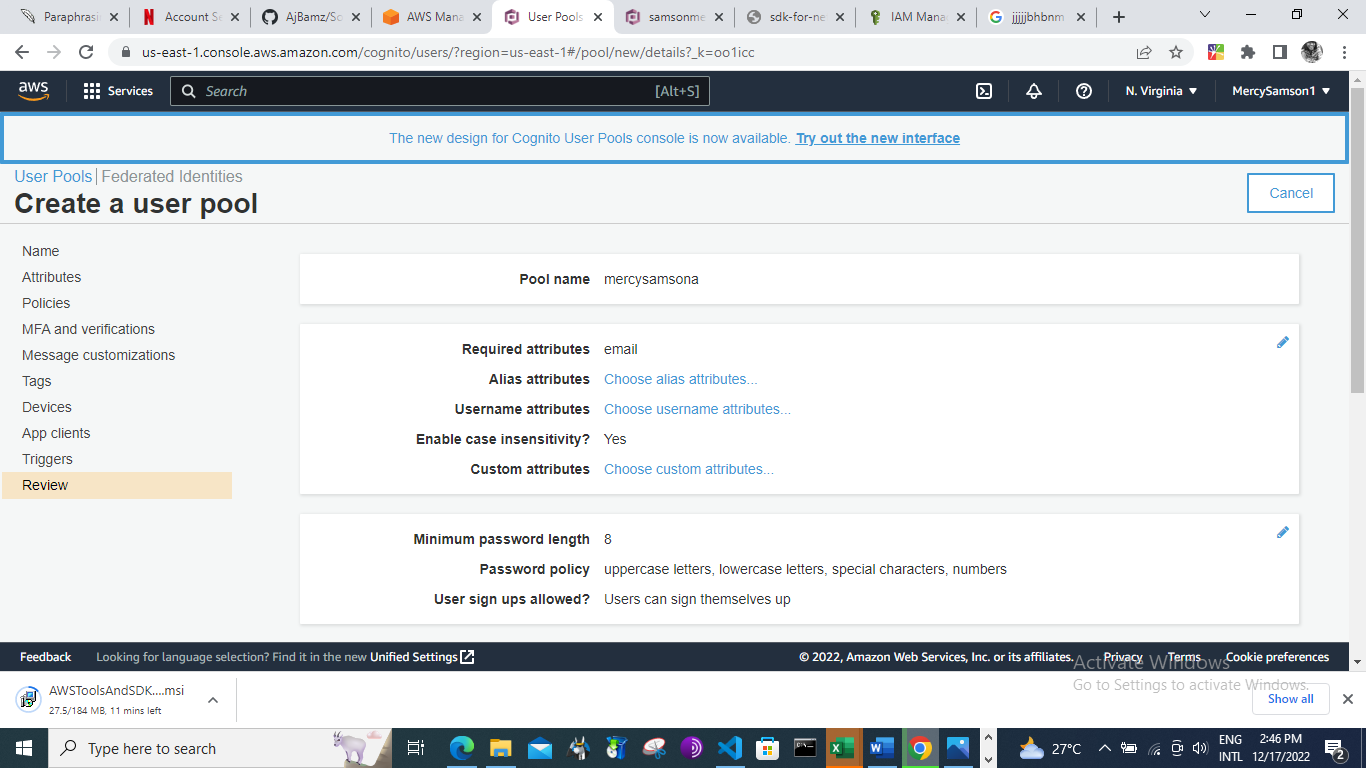 Paraphrasi
Account Se
AjBamz/So
AWS Mana
User Pools
samsonme
sdk-for-ne
IAM Mana
jjjjjbhbnm
us-east-1.console.aws.amazon.com/cognito/users/?region=us-east-1#/pool/new/details?_k=oo1icc
aws
Services
Search
[Alt+S]
N. Virginia
MercySamson1
The new design for Cognito User Pools console is now available. Try out the new interface
User Pools | Federated Identities
Create a user pool
Cancel
Name
Attributes
Policies
MFA and verifications
Message customizations
Tags
Devices
App clients
Triggers
Review
Pool name mercysamsona
Required attributes email
Alias attributes Choose alias attributes...
Username attributes Choose username attributes...
Enable case insensitivity? Yes
Custom attributes Choose custom attributes...
Minimum password length 8
Password policy uppercase letters, lowercase letters, special characters, numbers
User sign ups allowed? Users can sign themselves up
Feedback Looking for language selection? Find it in the new Unified Settings
© 2022, Amazon Web Services, Inc. or its affiliates. Privacy Terms Cookie preferences
Activate Windows
Go to Settings to activate Windows.
AWSToolsAndSDK....msi
27.5/184 MB, 11 mins left
Show all
Type here to search
27°C
ENG
INTL
2:46 PM
12/17/2022
2